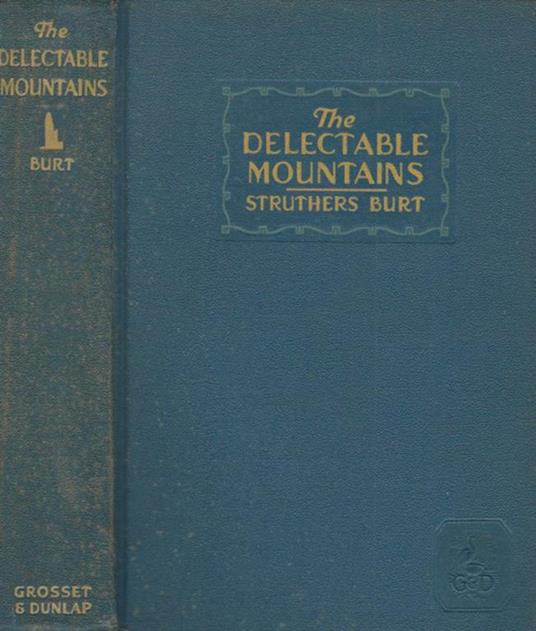 The
DELECTABLE
MOUNTAINS
BURT
GROSSET
& DUNLAP
The
DELECTABLE
MOUNTAINS
STRUTHERS BURT
G&D